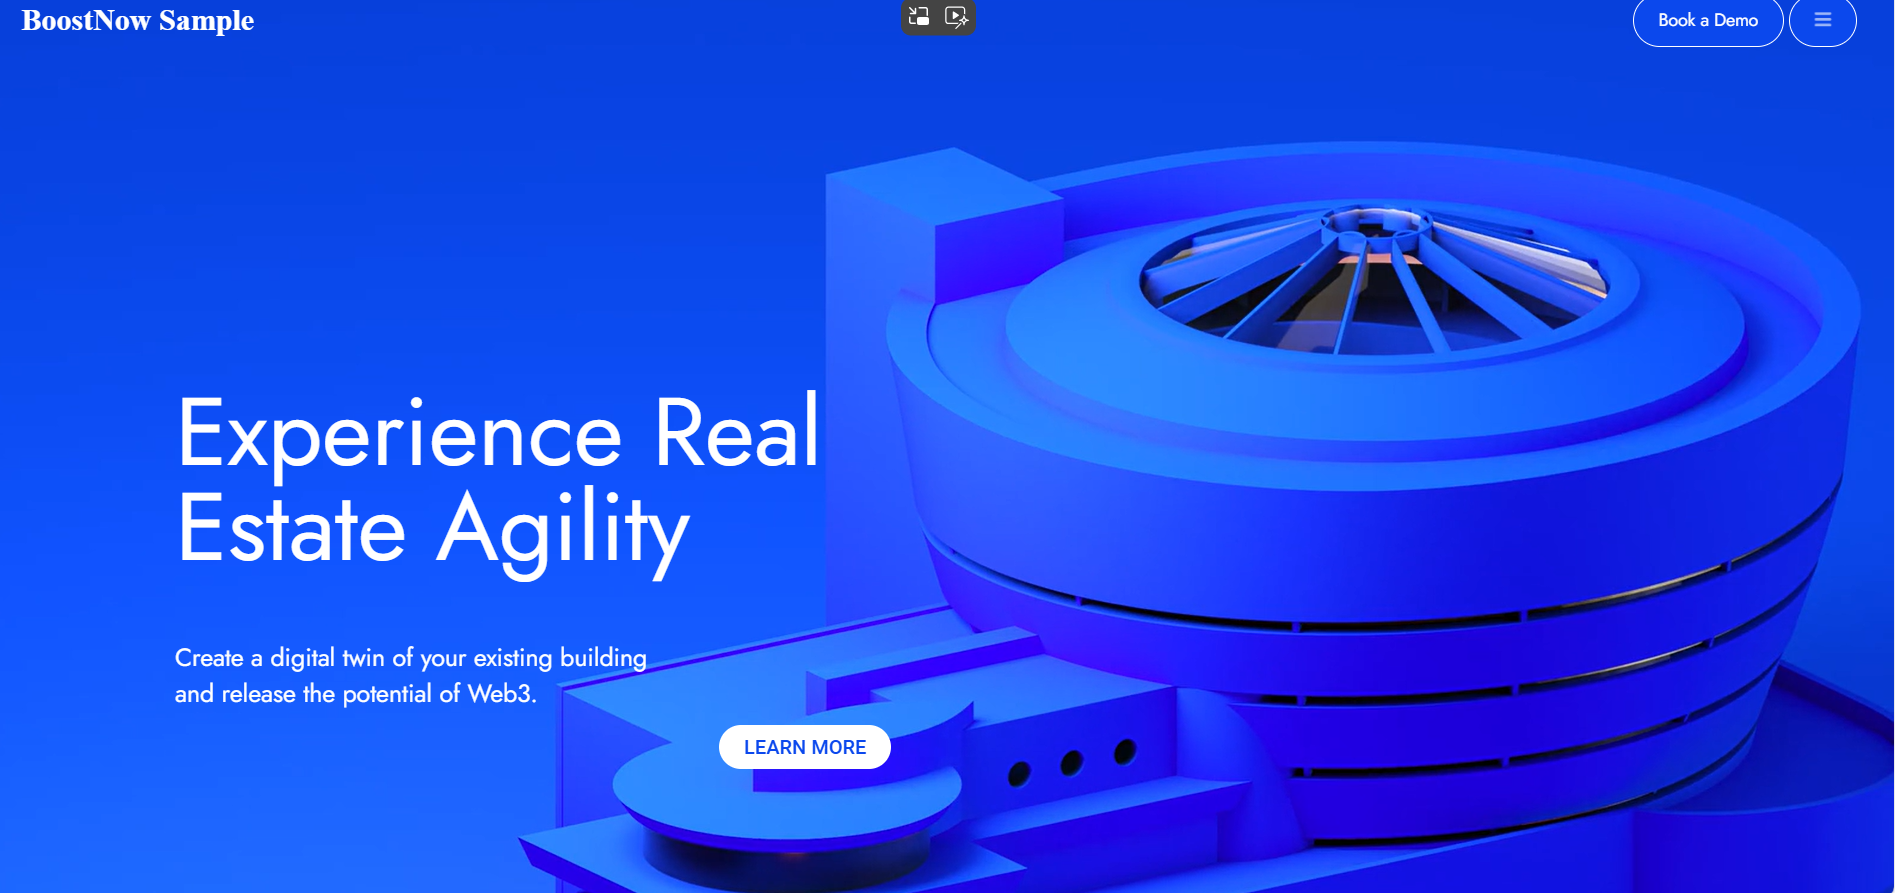 BoostNow Sample
Book a Demo
Experience Real
Estate Agility
Create a digital twin of your existing building
and release the potential of Web3.
LEARN MORE